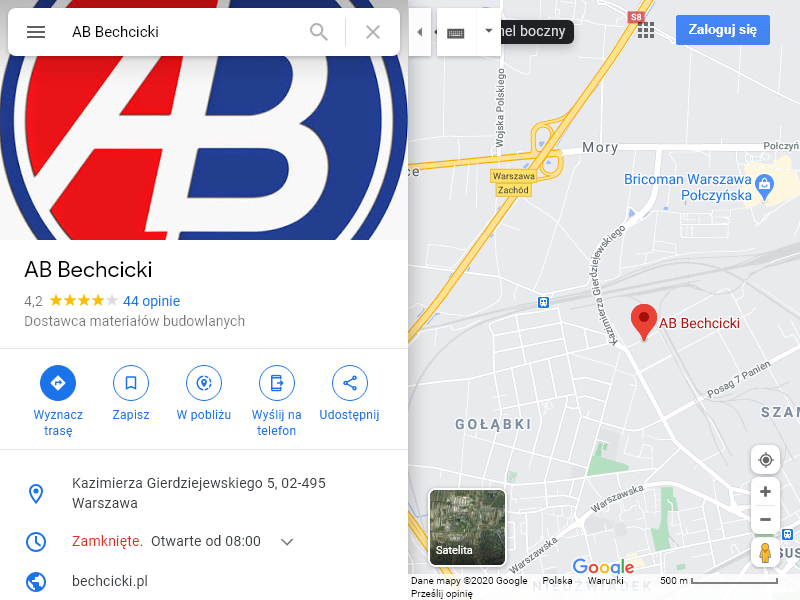 AB Bechcicki
AB
AB Bechcicki
4,2 44 opinie
Dostawca materiałów budowlanych
Wyznacz
trasę
Zapisz
W pobliżu
Wyślij na
telefon
Udostępnij
Kazimierza Gierdziejewskiego 5, 02-495
Warszawa
Zamknięte. Otwarte od 08:00
bechcicki.pl
nel boczny
Zaloguj się
S8
Wojska Polskiego
Mory
Połczyń
ce
Warszawa
Zachód
Bricoman Warszawa
Połczyńska
Kazimierza Gierdziejewskiego
AB Bechcicki
Posag 7 Panien
GOŁĄBKI
SZAM
Warszawska
Warszawska
Satelita
Google
NIEDŹWIADEK
SUS
Dane mapy ©2020 Google Polska Warunki 500 m
Prześlij opinię